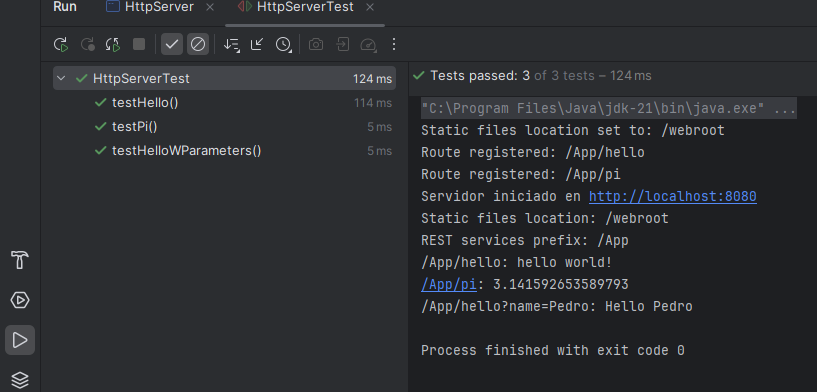 Run HttpServer × HttpServerTest ×
HttpServerTest 124 ms
testHello() 114 ms
testPi() 5 ms
testHelloWParameters() 5 ms
Tests passed: 3 of 3 tests – 124 ms
"C:\Program Files\Java\jdk-21\bin\java.exe" ...
Static files location set to: /webroot
Route registered: /App/hello
Route registered: /App/pi
Servidor iniciado en http://localhost:8080
Static files location: /webroot
REST services prefix: /App
/App/hello: hello world!
/App/pi: 3.141592653589793
/App/hello?name=Pedro: Hello Pedro
Process finished with exit code 0